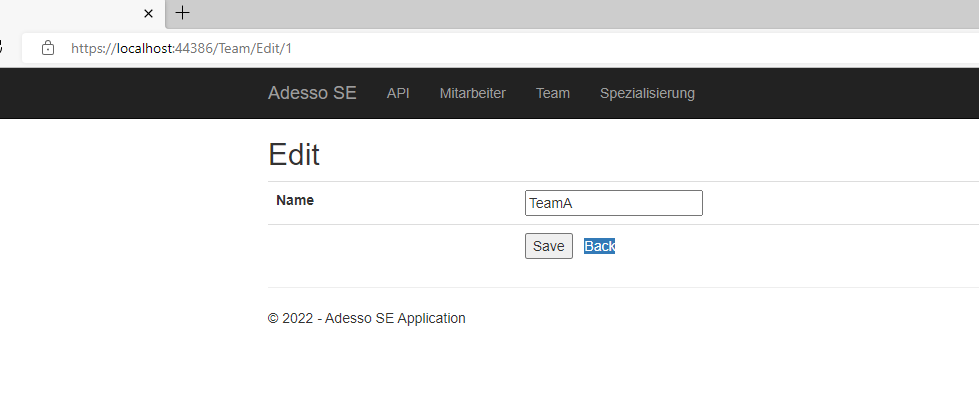 https://localhost:44386/Team/Edit/1
Adesso SE API Mitarbeiter Team Spezialisierung
Edit
Name TeamA
Save Back
© 2022 - Adesso SE Application